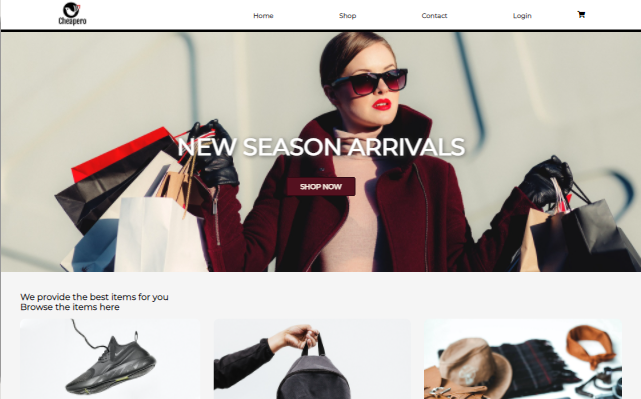 Cheapero
Home
Shop
Contact
Login
NEW SEASON ARRIVALS
SHOP NOW
We provide the best items for you
Browse the items here